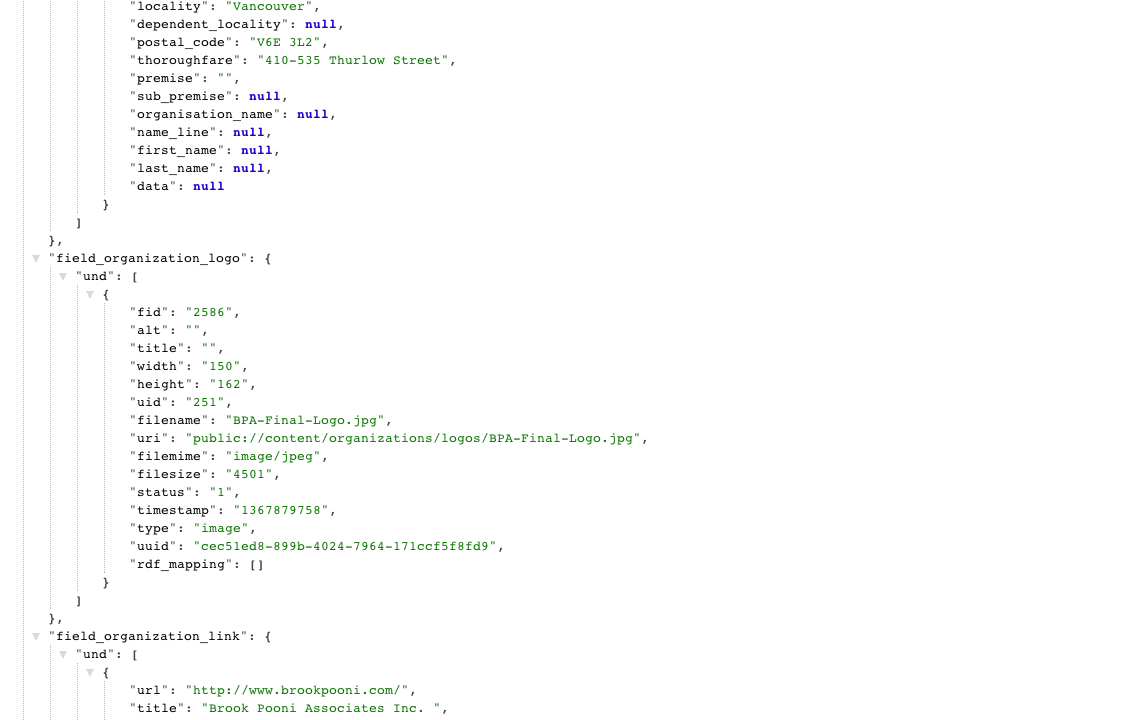 "locality": "Vancouver",
"dependent_locality": null,
"postal_code": "V6E 3L2",
"thoroughfare": "410-535 Thurlow Street",
"premise": "",
"sub_premise": null,
"organisation_name": null,
"name_line": null,
"first_name": null,
"last_name": null,
"data": null
}
]
},
"field_organization_logo": {
"und": [
{
"fid": "2586",
"alt": "",
"title": "",
"width": "150",
"height": "162",
"uid": "251",
"filename": "BPA-Final-Logo.jpg",
"uri": "public://content/organizations/logos/BPA-Final-Logo.jpg",
"filemime": "image/jpeg",
"filesize": "4501",
"status": "1",
"timestamp": "1367879758",
"type": "image",
"uuid": "cec51ed8-899b-4024-7964-171ccf5f8fd9",
"rdf_mapping": []
}
]
},
"field_organization_link": {
"und": [
{
"url": "http://www.brookpooni.com/",
"title": "Brook Pooni Associates Inc. ",